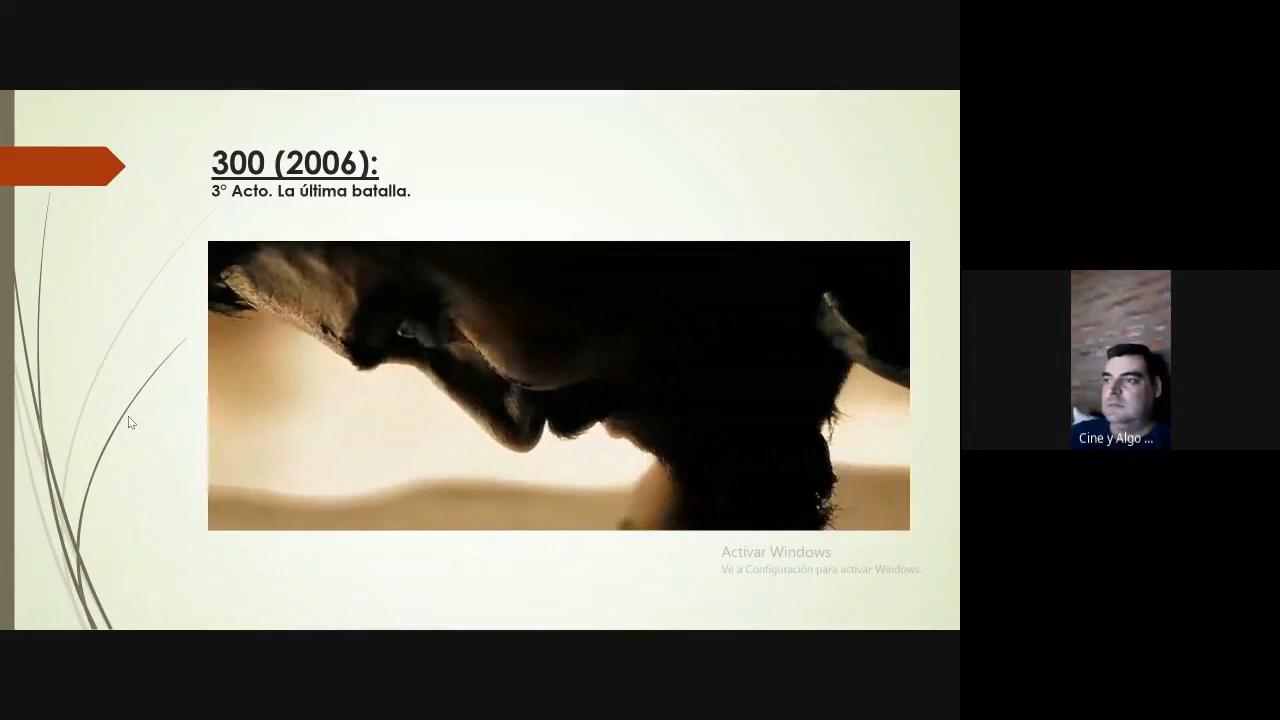 300 (2006):
3° Acto. La última batalla.
Activar Windows
Ve a Configuración para activar Windows.
Cine y Algo ...